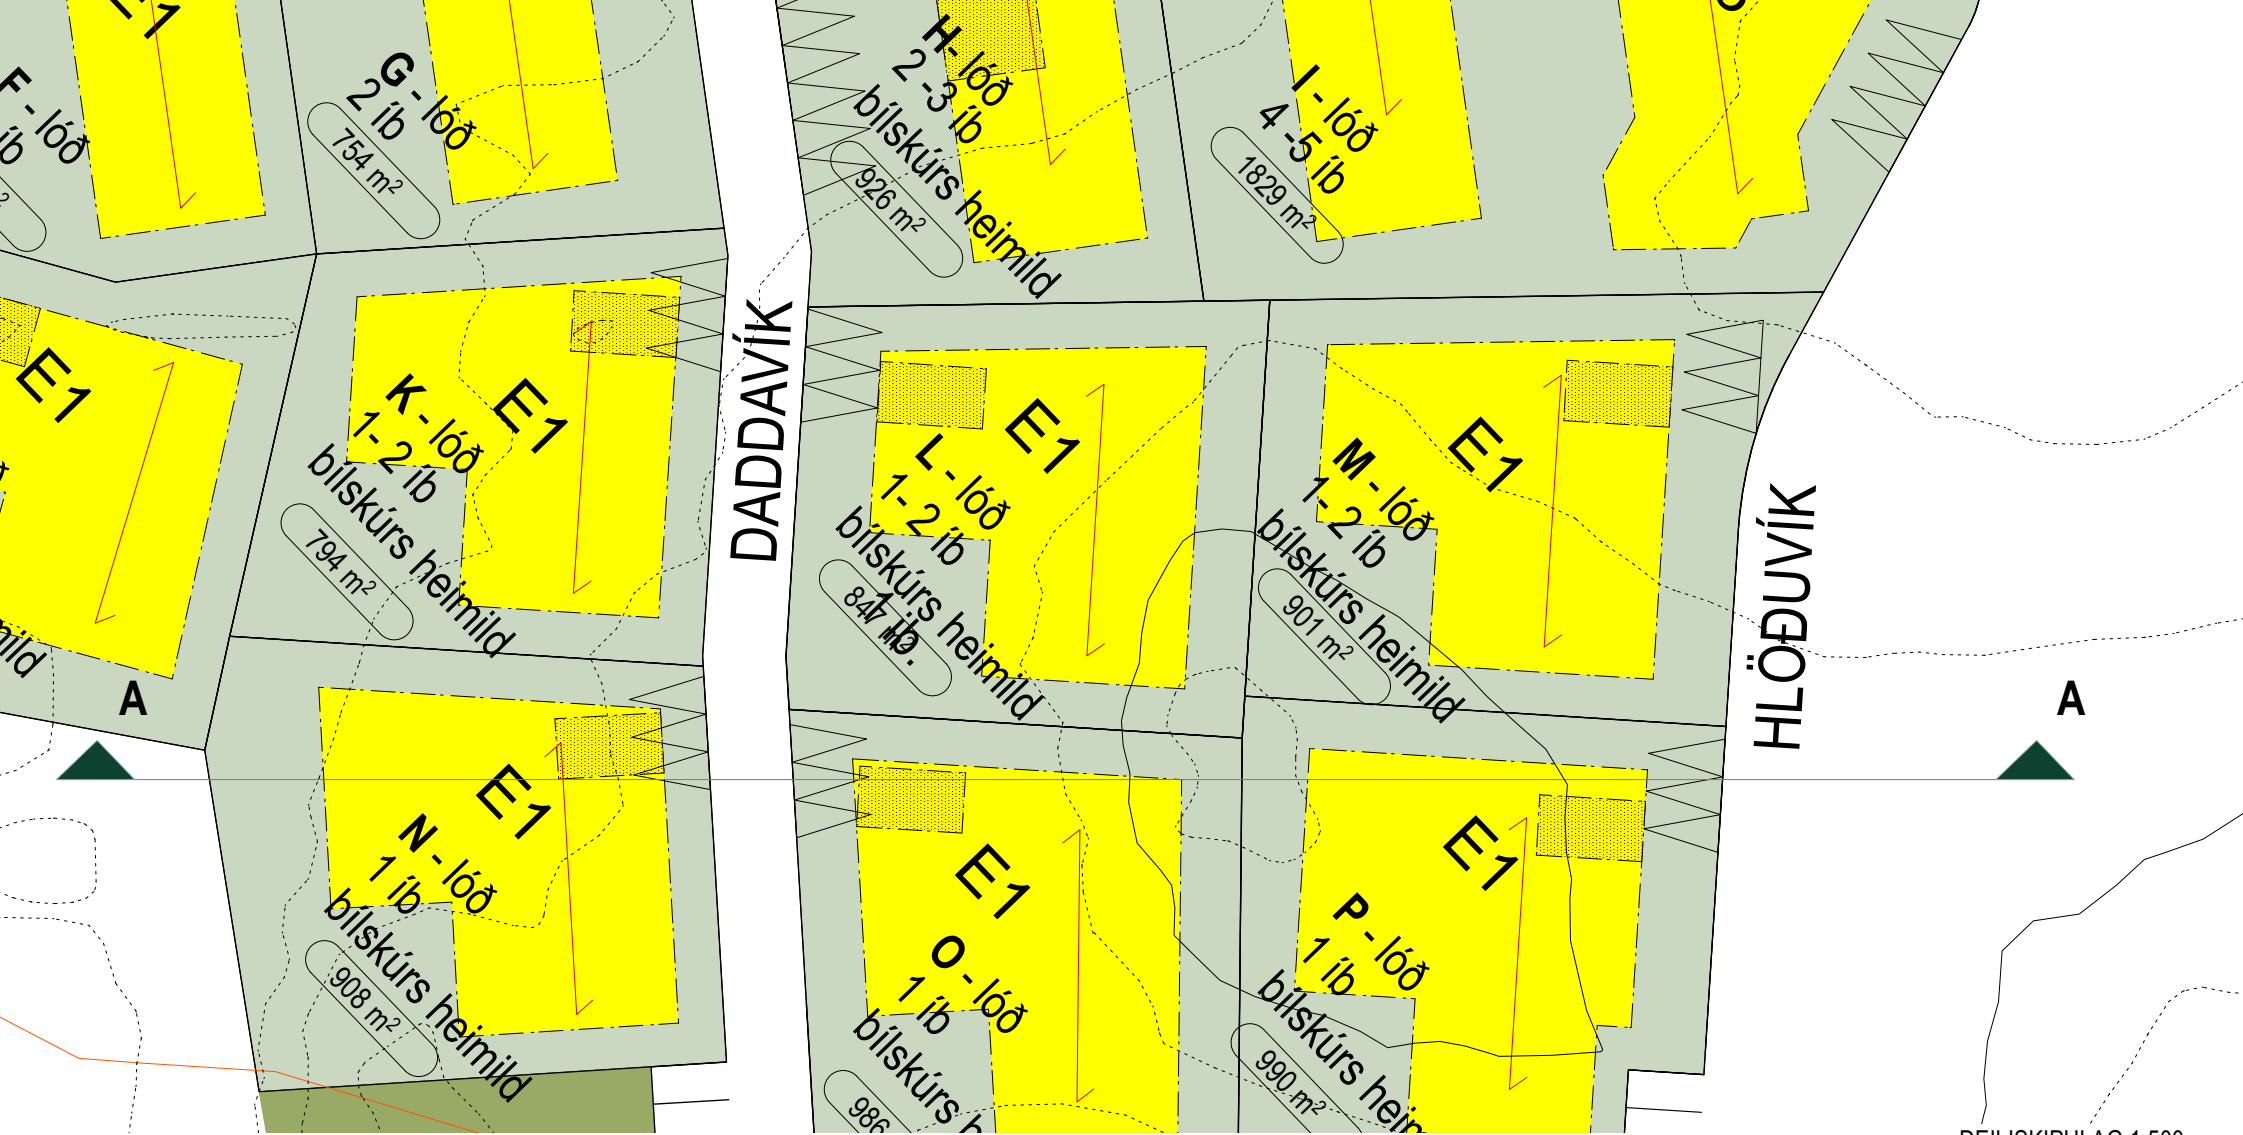 E1
F - lóð
íb
G - lóð
2 íb
754 m²
H- lóð
2 -3 íb
bílskúrs heimild
926 m²
I - lóð
4 -5 íb
1829 m²
E1
K - lóð
1- 2 íb
bílskúrs heimild
794 m²
E1
DADDAVÍK
L - lóð
1- 2 íb
bílskúrs heimild
847 m²
1 íb.
E1
M - lóð
1- 2 íb
bílskúrs heimild
901 m²
E1
HLÖÐUVÍK
A
A
N - lóð
1 íb
bílskúrs heimild
908 m²
E1
O - lóð
1 íb
bílskúrs h
986
E1
P - lóð
1 íb
bílskúrs heim
990 m²
E1